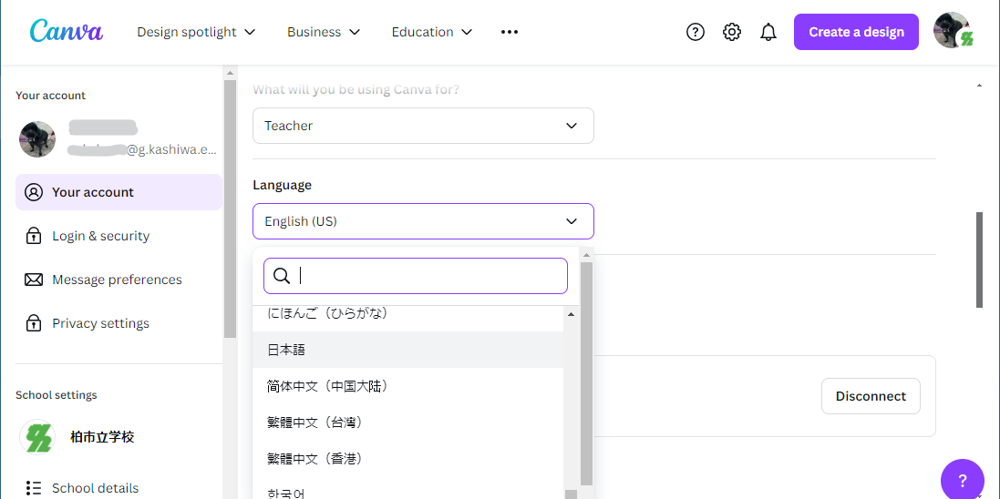 Canva
Design spotlight
Business
Education
Create a design
Your account
@g.kashiwa.e...
Your account
Login & security
Message preferences
Privacy settings
School settings
柏市立学校
School details
What will you be using Canva for?
Teacher
Language
English (US)
にほんご（ひらがな）
日本語
简体中文（中国大陆）
繁體中文（台灣）
繁體中文（香港）
한국어
Disconnect
?